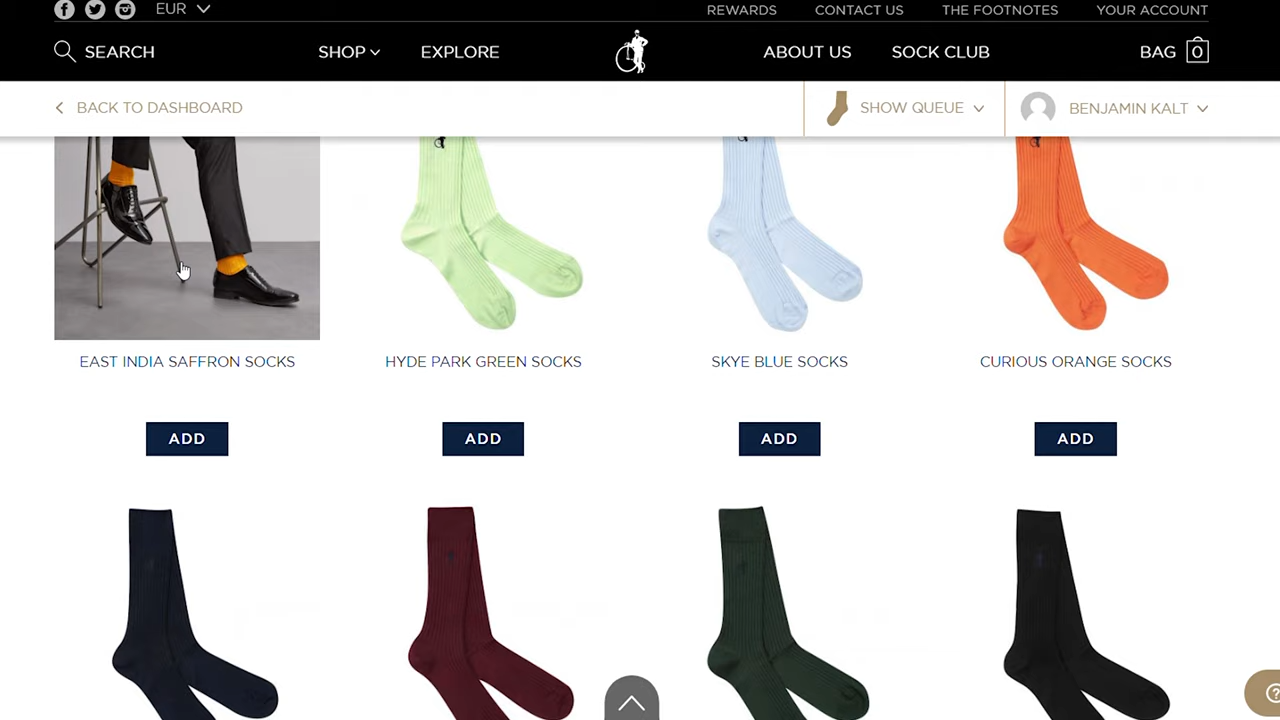 EUR
REWARDS
CONTACT US
THE FOOTNOTES
YOUR ACCOUNT
SEARCH
SHOP
EXPLORE
ABOUT US
SOCK CLUB
BAG 0
BACK TO DASHBOARD
SHOW QUEUE
BENJAMIN KALT
EAST INDIA SAFFRON SOCKS
HYDE PARK GREEN SOCKS
SKYE BLUE SOCKS
CURIOUS ORANGE SOCKS
ADD
ADD
ADD
ADD